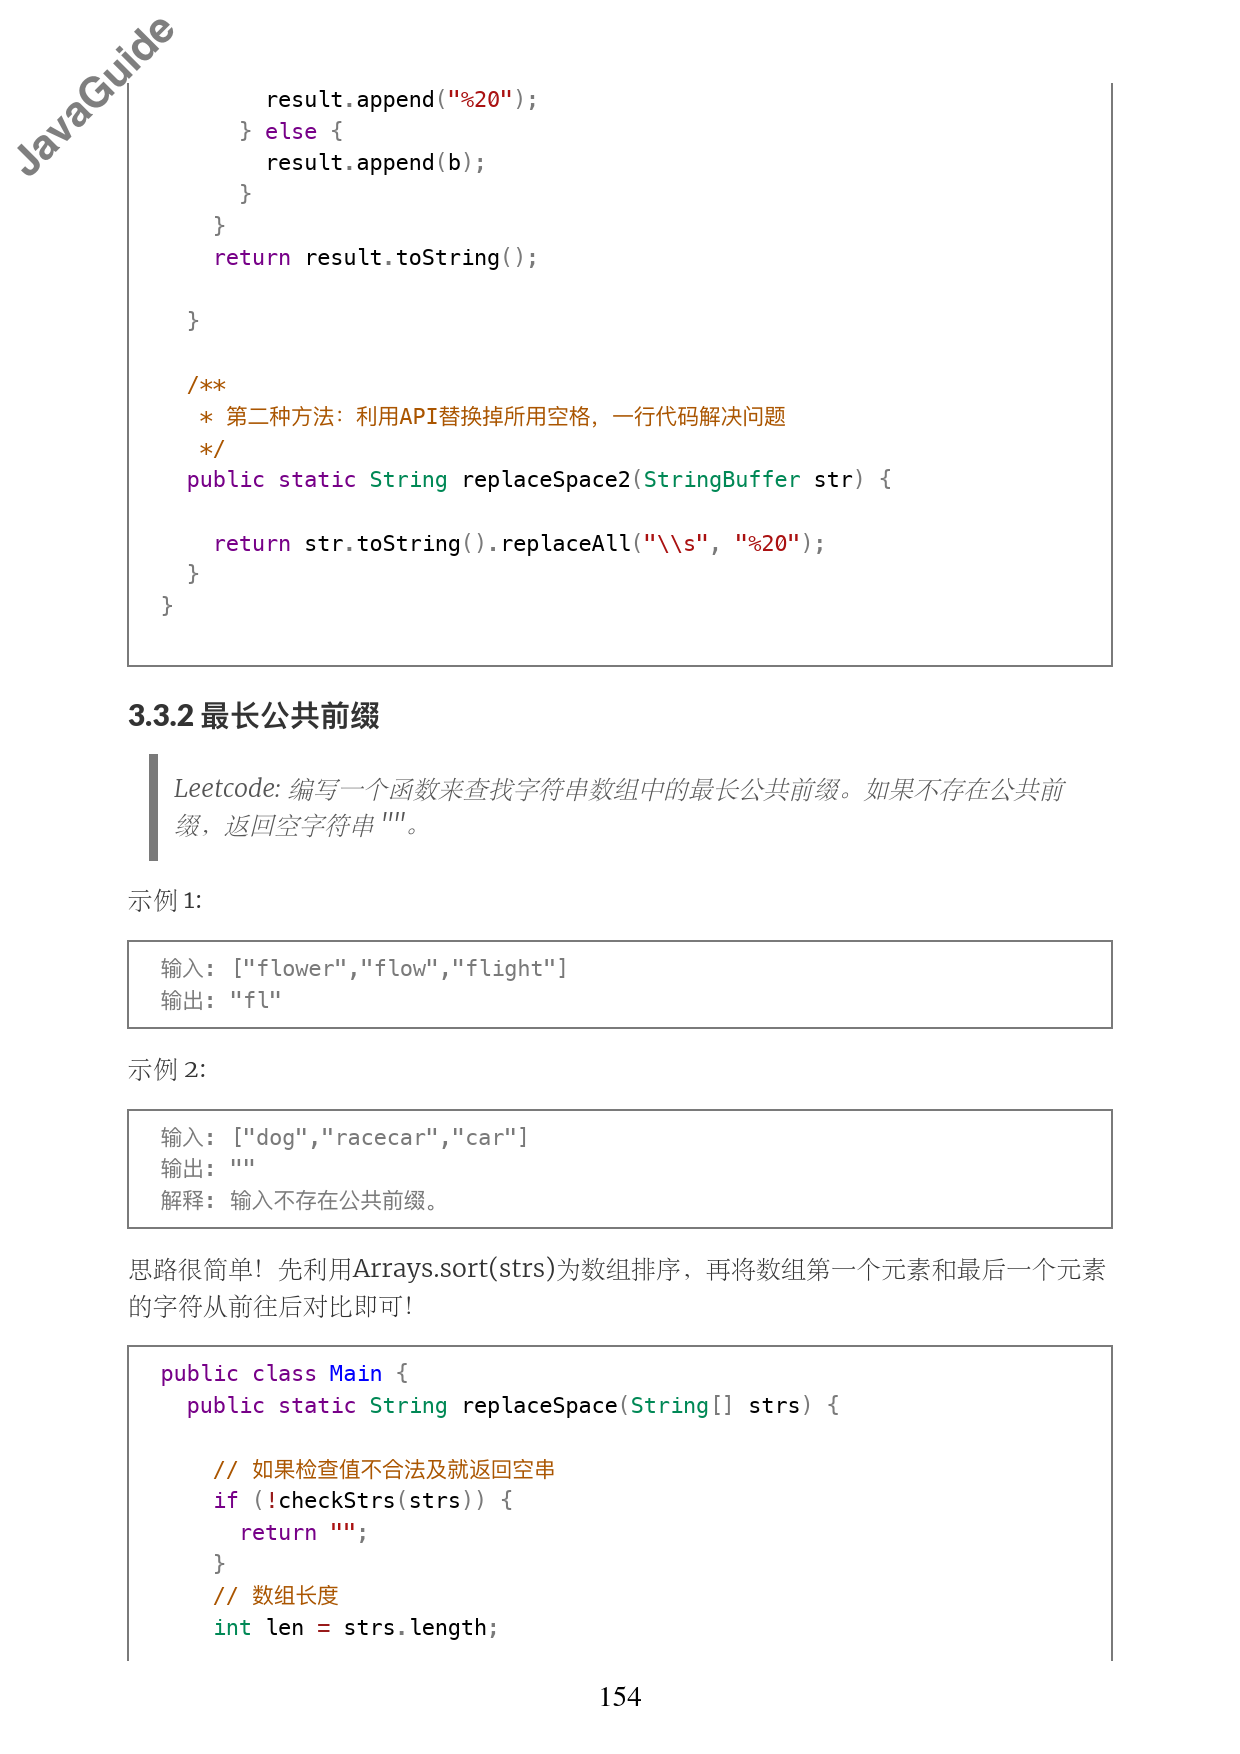 JavaGuide
result.append("%20");
} else {
result.append(b);
}
}
return result.toString();
}
/**
* 第二种方法：利用API替换掉所用空格，一行代码解决问题
*/
public static String replaceSpace2(StringBuffer str) {
return str.toString().replaceAll("\\s", "%20");
}
}
3.3.2 最长公共前缀
Leetcode: 编写一个函数来查找字符串数组中的最长公共前缀。如果不存在公共前
缀，返回空字符串 ""。
示例 1:
输入: ["flower","flow","flight"]
输出: "fl"
示例 2:
输入: ["dog","racecar","car"]
输出: ""
解释: 输入不存在公共前缀。
思路很简单！先利用Arrays.sort(strs)为数组排序，再将数组第一个元素和最后一个元素
的字符从前往后对比即可！
public class Main {
public static String replaceSpace(String[] strs) {
// 如果检查值不合法及就返回空串
if (!checkStrs(strs)) {
return "";
}
// 数组长度
int len = strs.length;
154